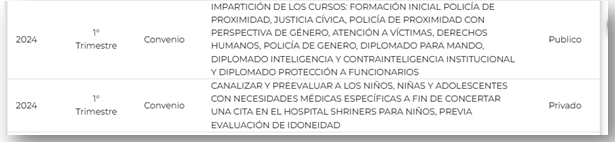 IMPARTICIÓN DE LOS CURSOS: FORMACIÓN INICIAL POLICÍA DE
PROXIMIDAD, JUSTICIA CÍVICA, POLICÍA DE PROXIMIDAD CON
PERSPECTIVA DE GÉNERO, ATENCIÓN A VÍCTIMAS, DERECHOS
2024 1° Trimestre Convenio HUMANOS, POLICÍA DE GENERO, DIPLOMADO PARA MANDO, Publico
DIPLOMADO INTELIGENCIA Y CONTRAINTELIGENCIA INSTITUCIONAL
Y DIPLOMADO PROTECCIÓN A FUNCIONARIOS
CANALIZAR Y PREEVALUAR A LOS NIÑOS, NIÑAS Y ADOLESCENTES
2024 1° Trimestre Convenio CON NECESIDADES MÉDICAS ESPECÍFICAS A FIN DE CONCERTAR Privado
UNA CITA EN EL HOSPITAL SHRINERS PARA NIÑOS, PREVIA
EVALUACIÓN DE IDONEIDAD